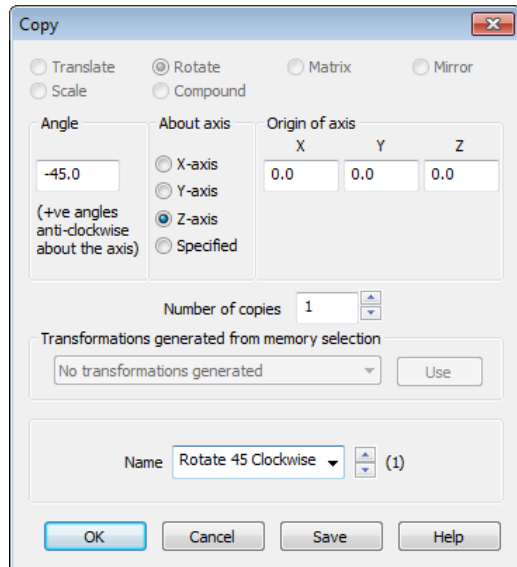 Copy
Translate Rotate Matrix Mirror
Scale Compound
Angle About axis Origin of axis
X Y Z
-45.0 X-axis 0.0 0.0 0.0
Y-axis
(+ve angles Z-axis
anti-clockwise
about the axis) Specified
Number of copies 1
Transformations generated from memory selection
No transformations generated Use
Name Rotate 45 Clockwise (1)
OK Cancel Save Help